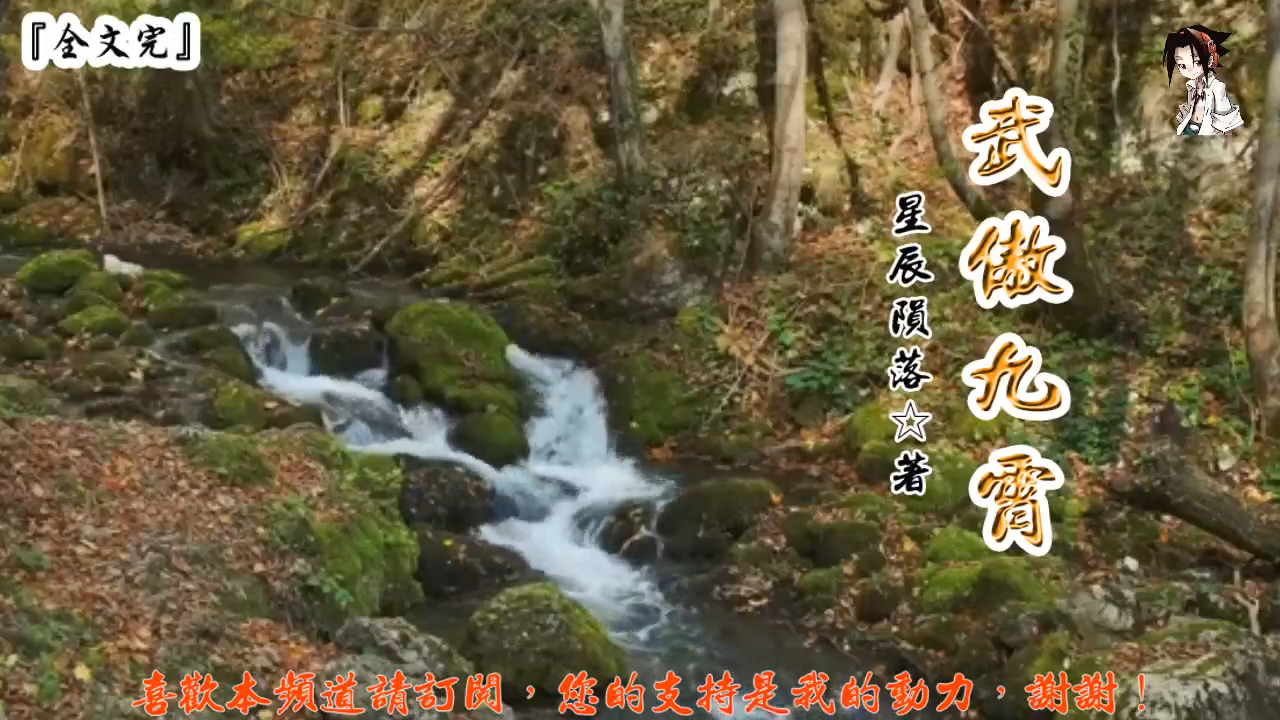 『全文完』
武傲九霄
星辰隕落☆著
喜歡本頻道請訂閱，您的支持是我的動力，謝謝！